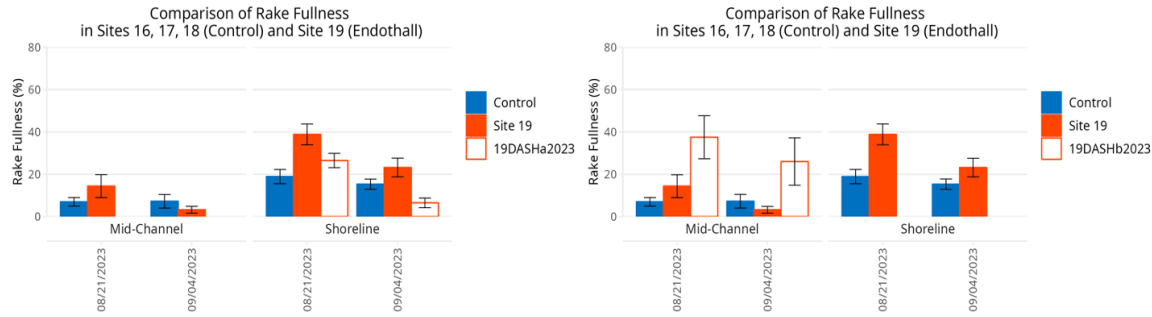 Comparison of Rake Fullness
in Sites 16, 17, 18 (Control) and Site 19 (Endothall)
Rake Fullness (%)
80
60
40
20
0
Mid-Channel
Shoreline
08/21/2023
09/04/2023
08/21/2023
09/04/2023
Control
Site 19
19DASHa2023
Comparison of Rake Fullness
in Sites 16, 17, 18 (Control) and Site 19 (Endothall)
Rake Fullness (%)
80
60
40
20
0
Mid-Channel
Shoreline
08/21/2023
09/04/2023
08/21/2023
09/04/2023
Control
Site 19
19DASHb2023